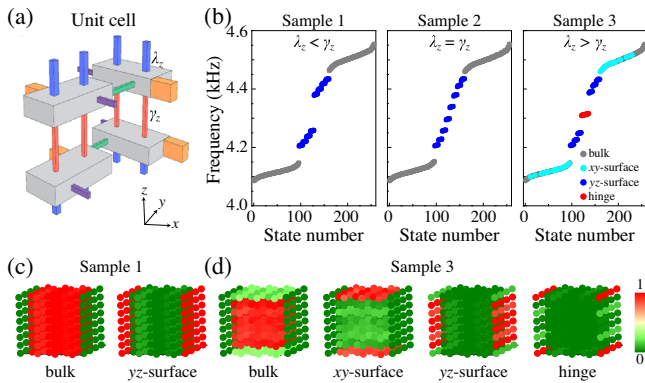 (a) Unit cell
λz
γz
z
y
x
(b) Sample 1 Sample 2 Sample 3
λz < γz λz = γz λz > γz
Frequency (kHz)
4.6
4.4
4.2
4.0
bulk
xy-surface
yz-surface
hinge
0 100 200 0 100 200 0 100 200
State number State number State number
(c) Sample 1 (d) Sample 3
1
0
bulk yz-surface bulk xy-surface yz-surface hinge